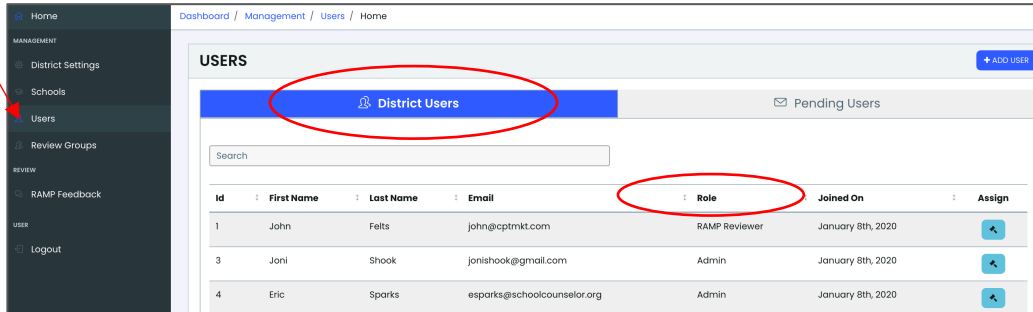 Home
Dashboard / Management / Users / Home
MANAGEMENT
District Settings
Schools
Users
Review Groups
REVIEW
RAMP Feedback
USER
Logout
USERS
+ ADD USER
District Users
Pending Users
Search
Id First Name Last Name Email Role Joined On Assign
1 John Felts john@cptmkt.com RAMP Reviewer January 8th, 2020
3 Joni Shook jonishook@gmail.com Admin January 8th, 2020
4 Eric Sparks esparks@schoolcounselor.org Admin January 8th, 2020